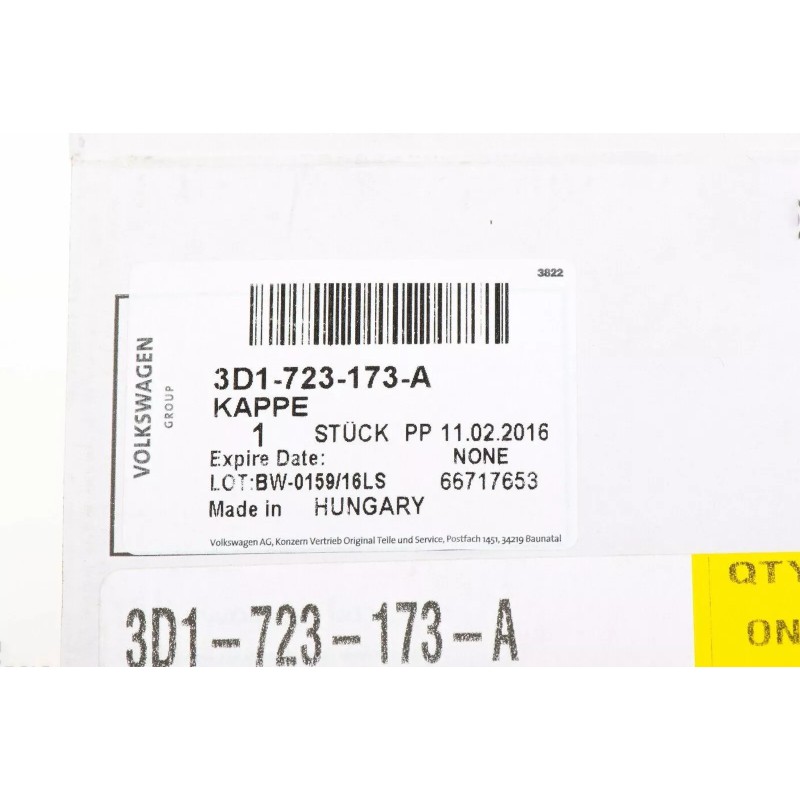 3822
VOLKSWAGEN
GROUP
3D1-723-173-A
KAPPE
1 STÜCK PP 11.02.2016
Expire Date: NONE
LOT:BW-0159/16LS 66717653
Made in HUNGARY
Volkswagen AG, Konzern Vertrieb Original Teile und Service, Postfach 1451, 34219 Baunatal
3D1-723-173-A
QTY
ON